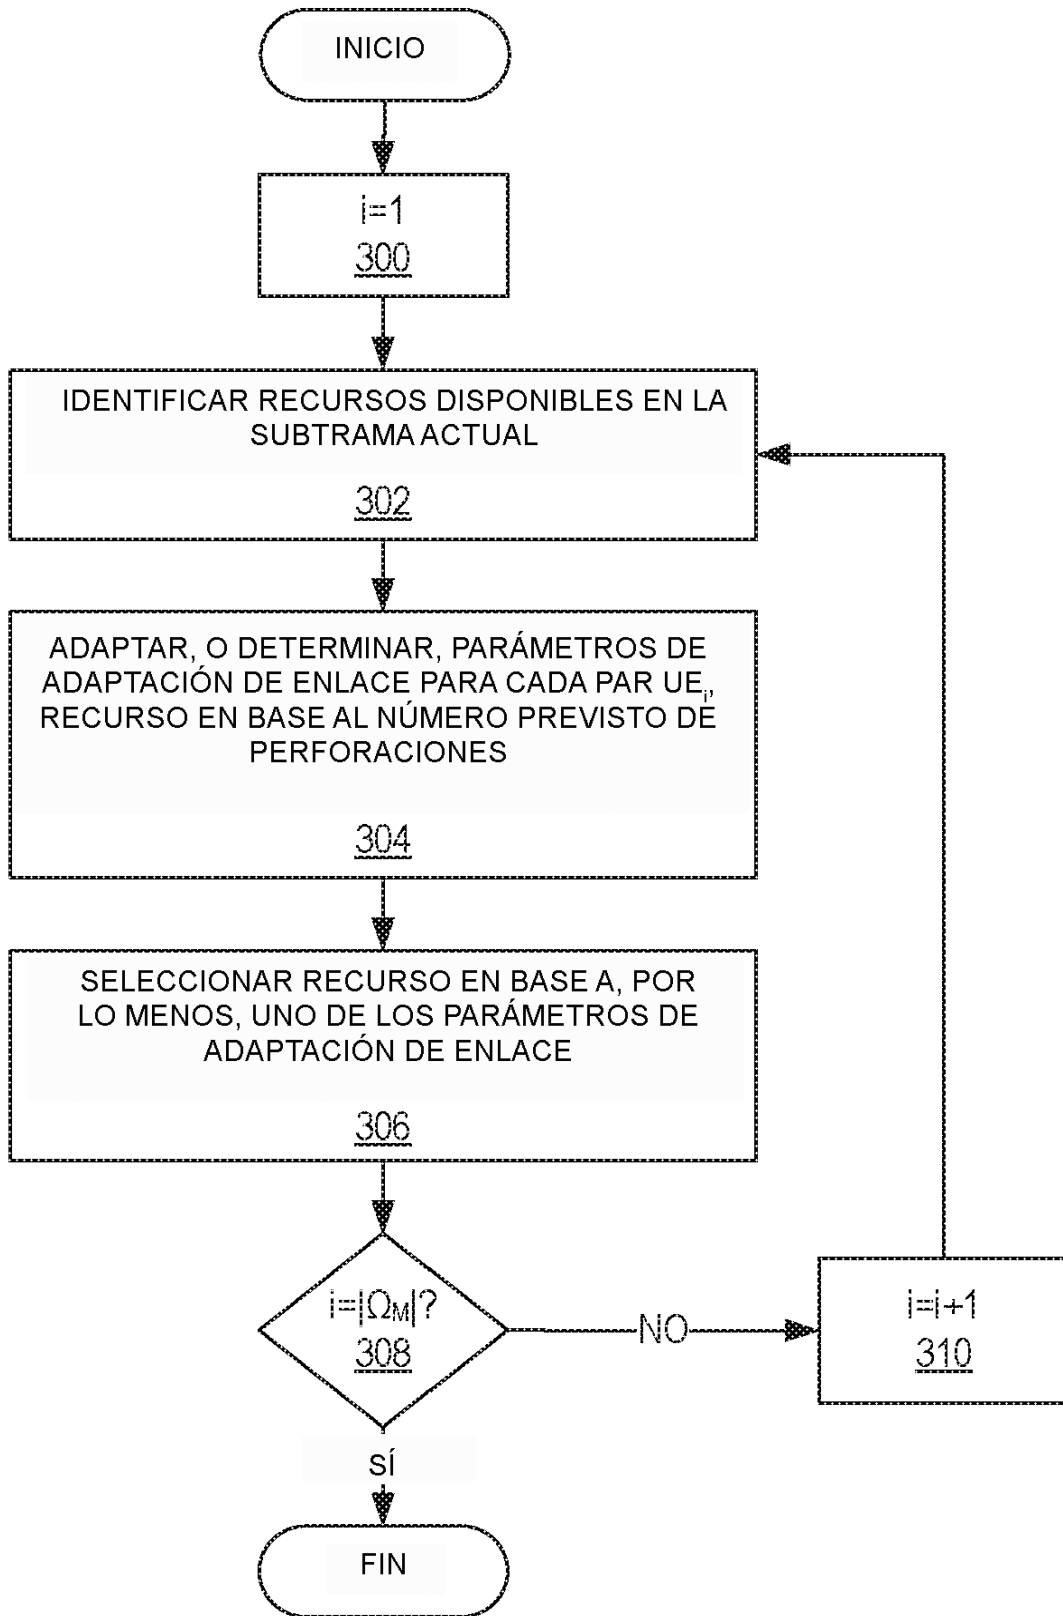 INICIO
i=1
300
IDENTIFICAR RECURSOS DISPONIBLES EN LA
SUBTRAMA ACTUAL
302
ADAPTAR, O DETERMINAR, PARÁMETROS DE
ADAPTACIÓN DE ENLACE PARA CADA PAR UEᵢ,
RECURSO EN BASE AL NÚMERO PREVISTO DE
PERFORACIONES
304
SELECCIONAR RECURSO EN BASE A, POR
LO MENOS, UNO DE LOS PARÁMETROS DE
ADAPTACIÓN DE ENLACE
306
i=|Ω_M|?
308
NO
i=i+1
310
SÍ
FIN